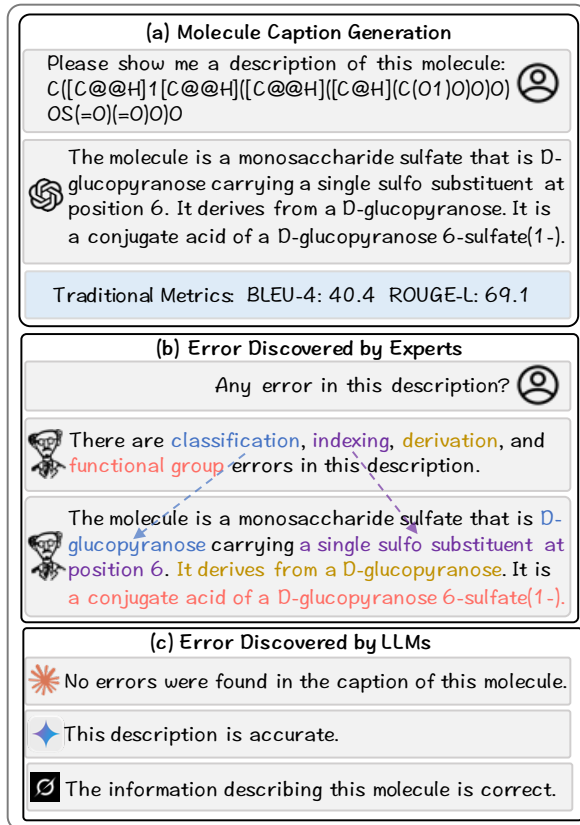 (a) Molecule Caption Generation
Please show me a description of this molecule:
C([C@@H]1[C@@H]([C@@H]([C@H](C(O1)O)O)O)
OS(=O)(=O)O)O
The molecule is a monosaccharide sulfate that is D-
glucopyranose carrying a single sulfo substituent at
position 6. It derives from a D-glucopyranose. It is
a conjugate acid of a D-glucopyranose 6-sulfate(1-).
Traditional Metrics: BLEU-4: 40.4 ROUGE-L: 69.1
(b) Error Discovered by Experts
Any error in this description?
There are classification, indexing, derivation, and
functional group errors in this description.
The molecule is a monosaccharide sulfate that is D-
glucopyranose carrying a single sulfo substituent at
position 6. It derives from a D-glucopyranose. It is
a conjugate acid of a D-glucopyranose 6-sulfate(1-).
(c) Error Discovered by LLMs
No errors were found in the caption of this molecule.
This description is accurate.
The information describing this molecule is correct.